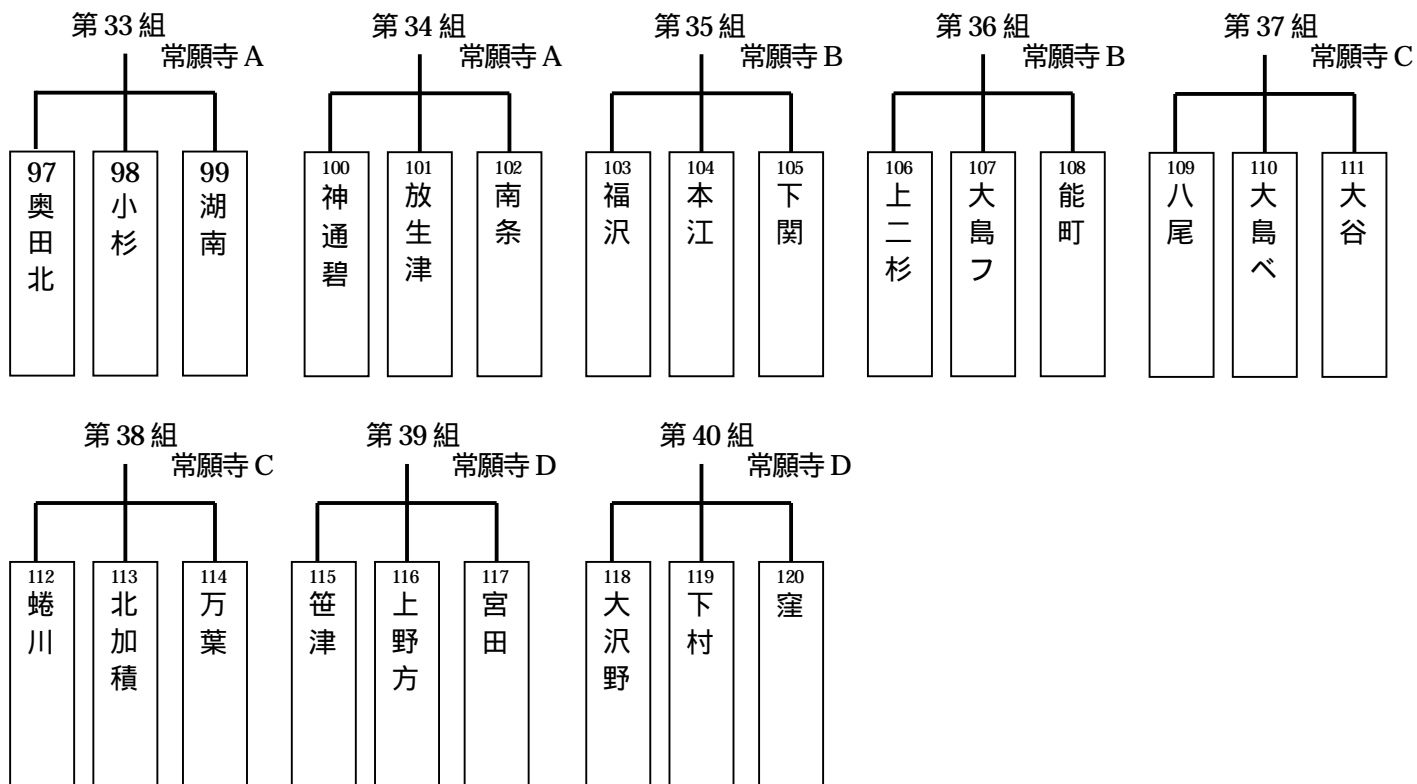 第33組
常願寺A
第34組
常願寺A
第35組
常願寺B
第36組
常願寺B
第37組
常願寺C
97
奥田北
98
小杉
99
湖南
100
神通碧
101
放生津
102
南条
103
福沢
104
本江
105
下関
106
上二杉
107
大島フ
108
能町
109
八尾
110
大島ベ
111
大谷
第38組
常願寺C
第39組
常願寺D
第40組
常願寺D
112
蜷川
113
北加積
114
万葉
115
笹津
116
上野方
117
宮田
118
大沢野
119
下村
120
窪